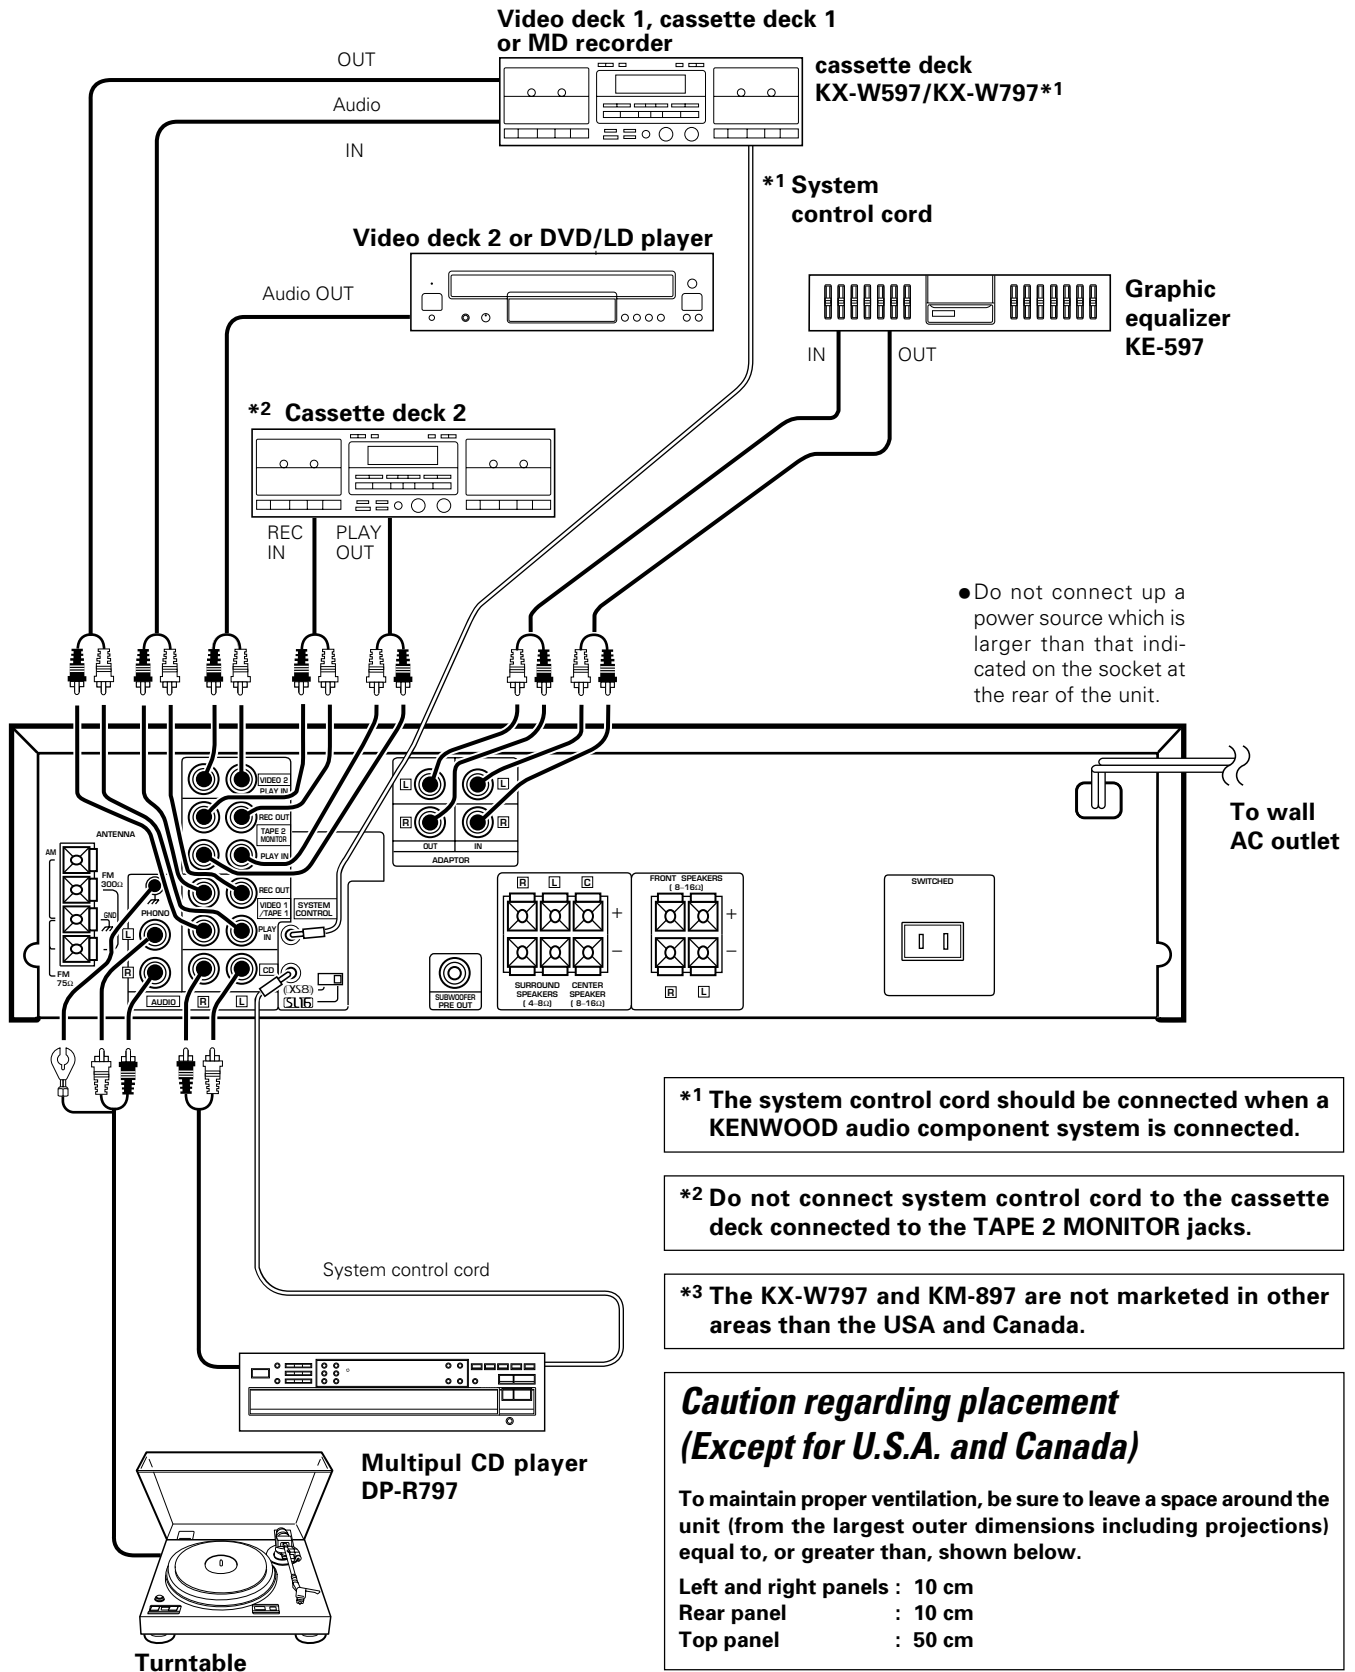 Video deck 1, cassette deck 1
or MD recorder
OUT
cassette deck
KX-W597/KX-W797*1
Audio
IN
*1 System
control cord
Video deck 2 or DVD/LD player
Audio OUT
Graphic
equalizer
KE-597
IN
OUT
*2 Cassette deck 2
REC
IN
PLAY
OUT
●Do not connect up a
power source which is
larger than that indi-
cated on the socket at
the rear of the unit.
To wall
AC outlet
VIDEO 2
PLAY IN
REC OUT
TAPE 2
MONITOR
PLAY IN
REC OUT
VIDEO 1
/TAPE 1
PLAY
IN
CD
SYSTEM
CONTROL
(XS8)
SL16
ANTENNA
AM
FM
300Ω
GND
FM
75Ω
PHONO
L
R
AUDIO
R
L
L
L
R
R
OUT
IN
ADAPTOR
SUBWOOFER
PRE OUT
R L C
+
−
SURROUND
SPEAKERS
( 4–8Ω)
CENTER
SPEAKER
( 8–16Ω)
FRONT SPEAKERS
( 8–16Ω)
+
−
R L
SWITCHED
System control cord
Multipul CD player
DP-R797
Turntable
*1 The system control cord should be connected when a
KENWOOD audio component system is connected.
*2 Do not connect system control cord to the cassette
deck connected to the TAPE 2 MONITOR jacks.
*3 The KX-W797 and KM-897 are not marketed in other
areas than the USA and Canada.
Caution regarding placement
(Except for U.S.A. and Canada)
To maintain proper ventilation, be sure to leave a space around the
unit (from the largest outer dimensions including projections)
equal to, or greater than, shown below.
Left and right panels : 10 cm
Rear panel : 10 cm
Top panel : 50 cm